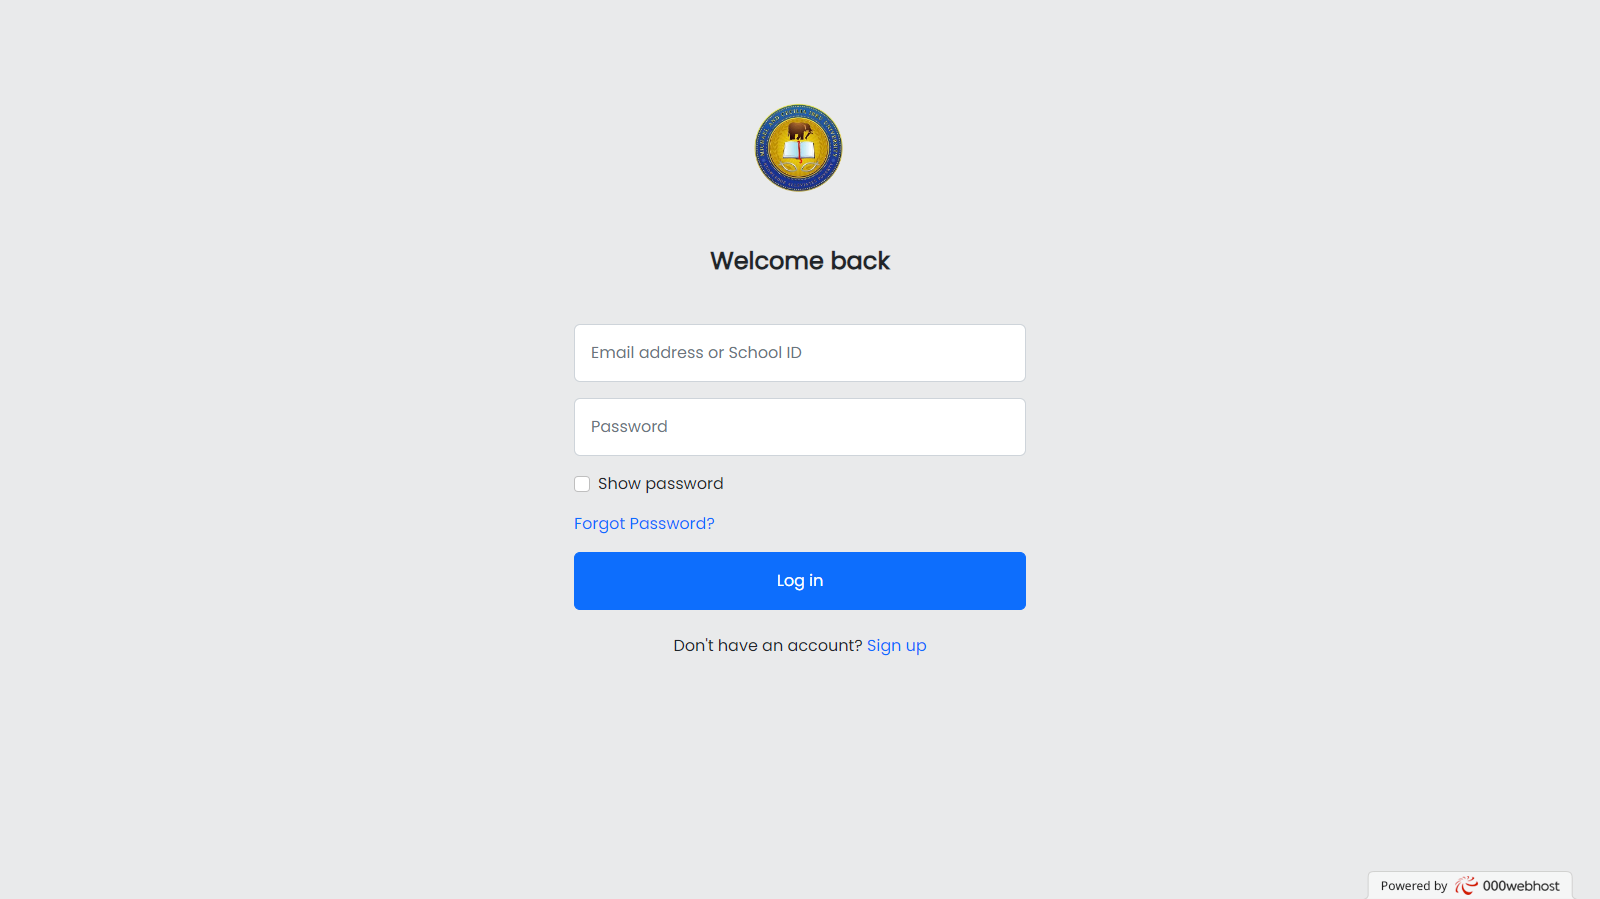 Welcome back
Email address or School ID
Password
Show password
Forgot Password?
Log in
Don't have an account? Sign up
Powered by 000webhost